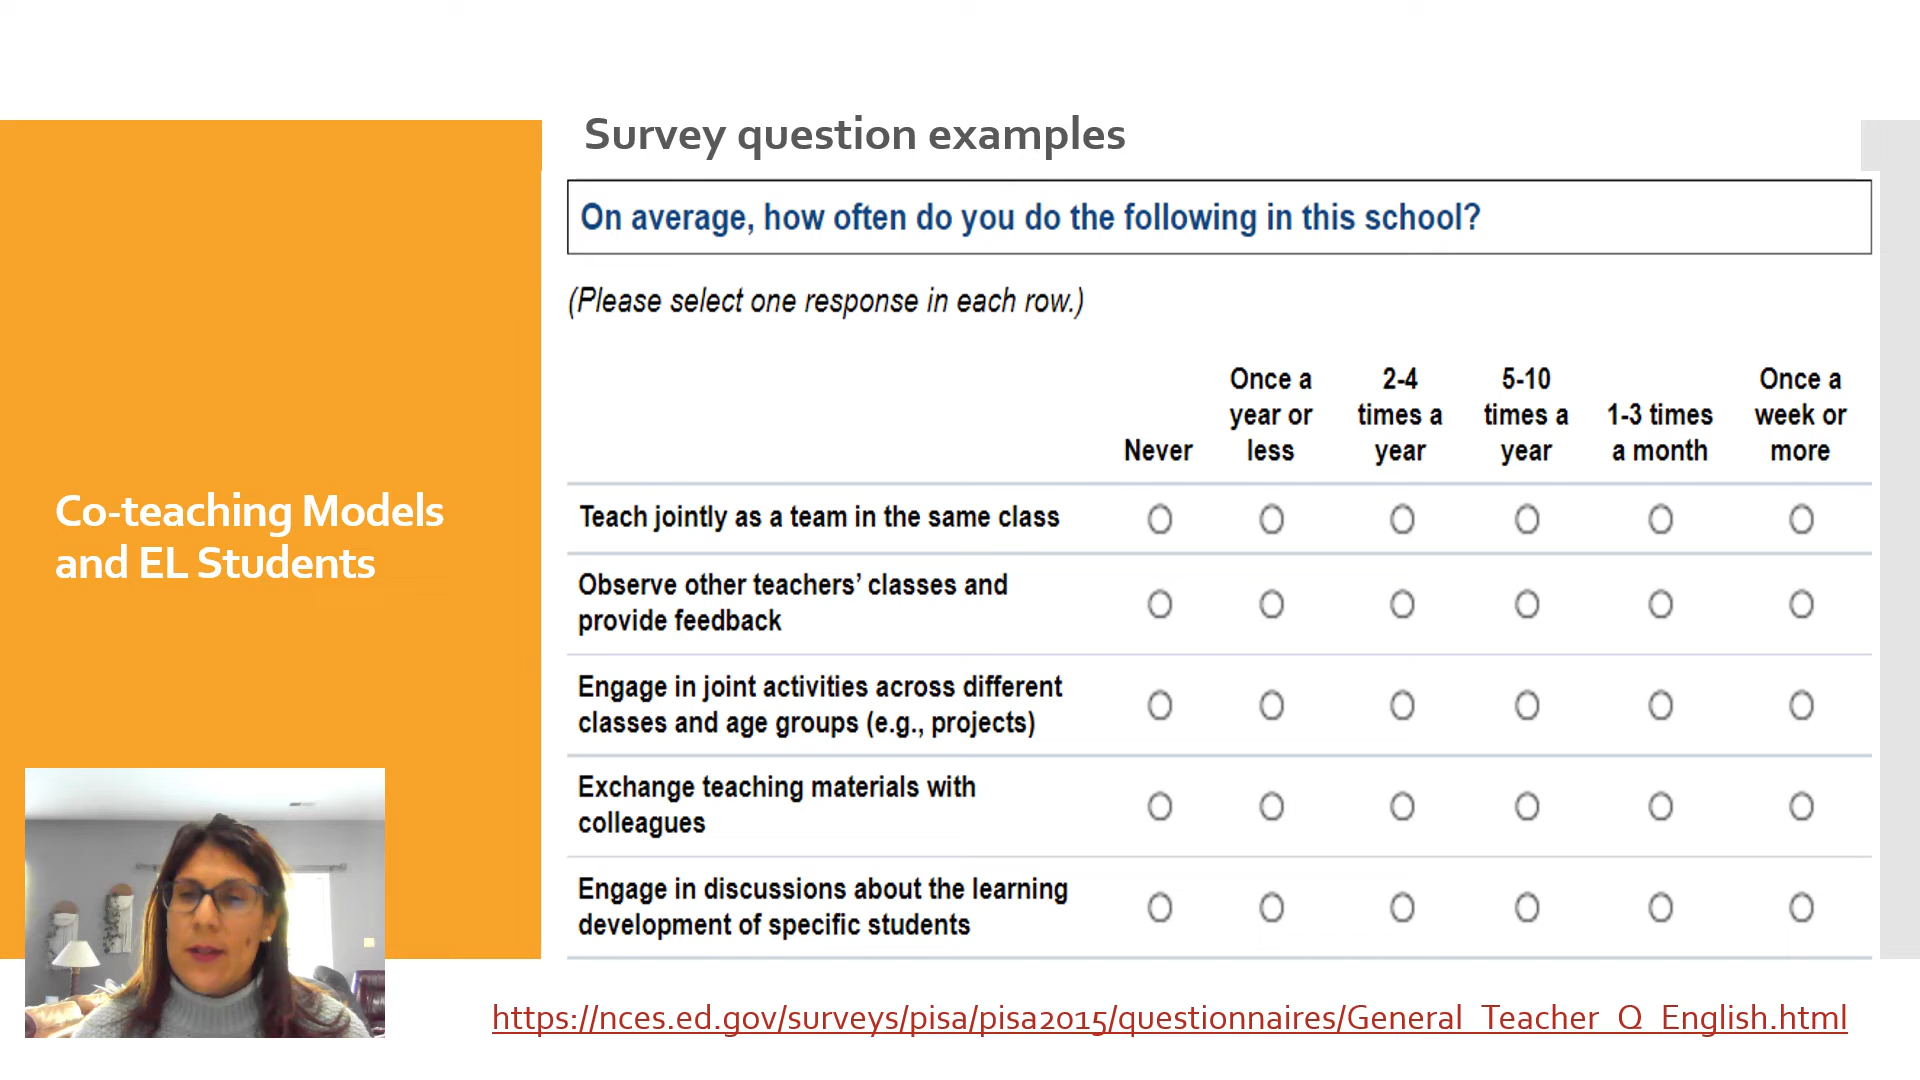 Survey question examples
On average, how often do you do the following in this school?
(Please select one response in each row.)
Never
Once a
year or
less
2-4
times a
year
5-10
times a
year
1-3 times
a month
Once a
week or
more
Teach jointly as a team in the same class
Observe other teachers’ classes and
provide feedback
Engage in joint activities across different
classes and age groups (e.g., projects)
Exchange teaching materials with
colleagues
Engage in discussions about the learning
development of specific students
Co-teaching Models
and EL Students
https://nces.ed.gov/surveys/pisa/pisa2015/questionnaires/General_Teacher_Q_English.html